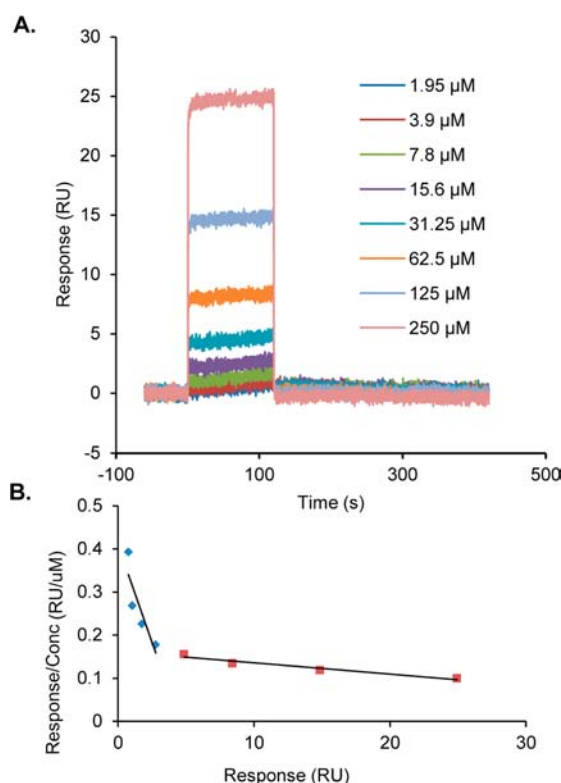 A.
30
25
20
15
10
5
0
-5
Response (RU)
-100
100
300
500
Time (s)
1.95 µM
3.9 µM
7.8 µM
15.6 µM
31.25 µM
62.5 µM
125 µM
250 µM
B.
0.5
0.4
0.3
0.2
0.1
0
Response/Conc (RU/uM)
0
10
20
30
Response (RU)